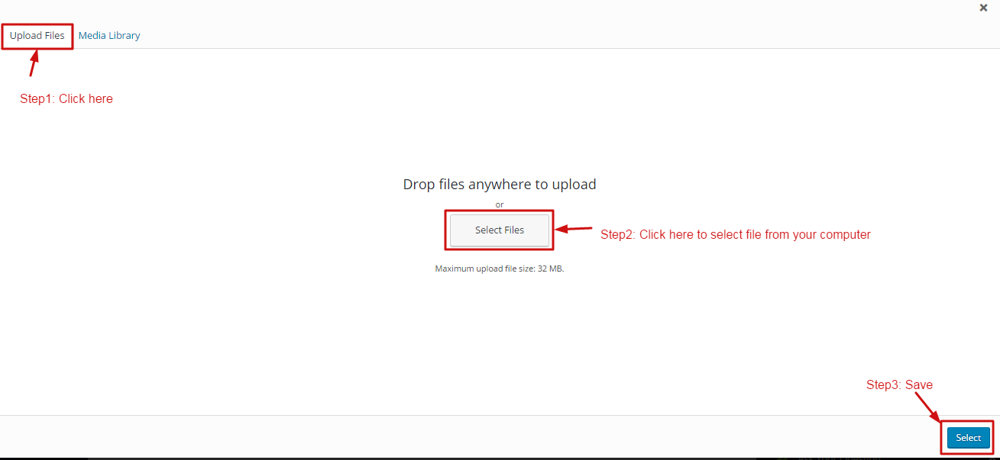 Upload Files Media Library
Step1: Click here
Drop files anywhere to upload
or
Select Files
Step2: Click here to select file from your computer
Maximum upload file size: 32 MB.
Step3: Save
Select